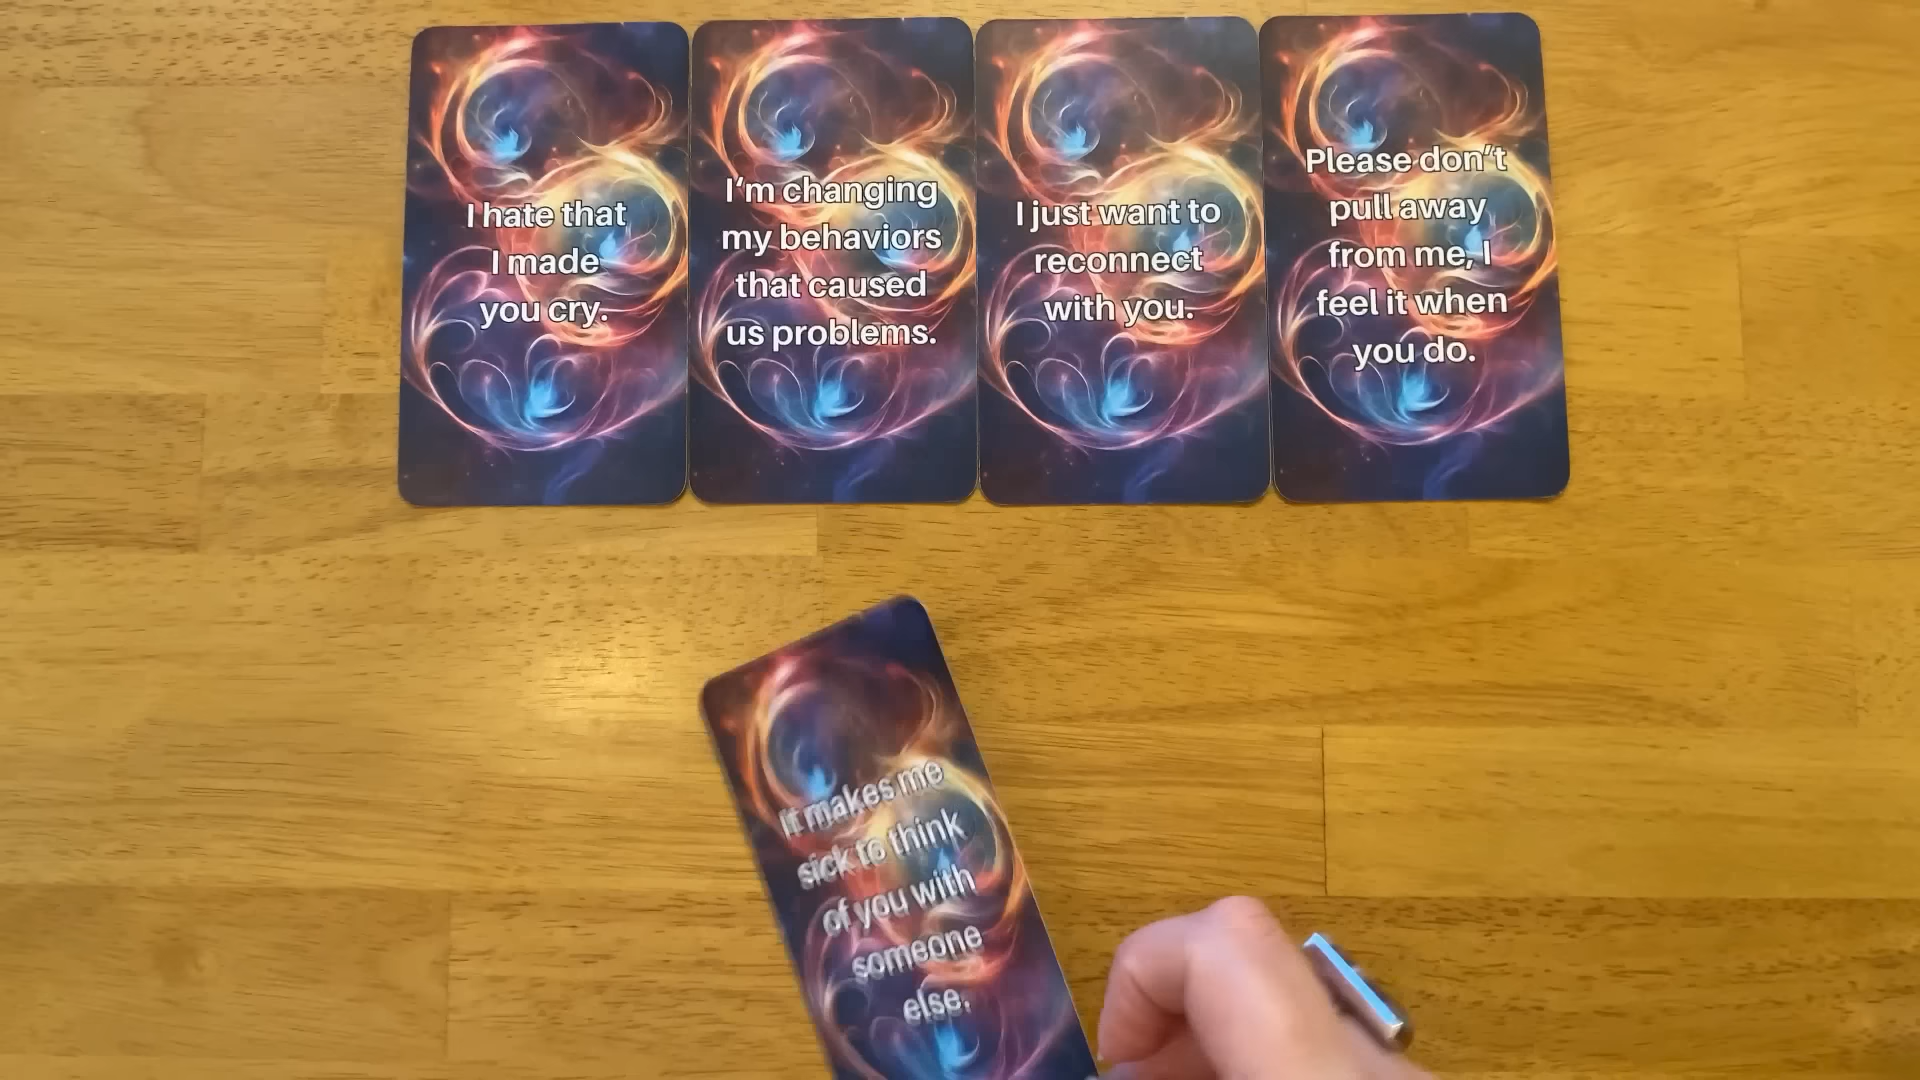 I hate that
I made
you cry.
I‘m changing
my behaviors
that caused
us problems.
I just want to
reconnect
with you.
Please don‘t
pull away
from me, I
feel it when
you do.
It makes me
sick to think
of you with
someone
else.